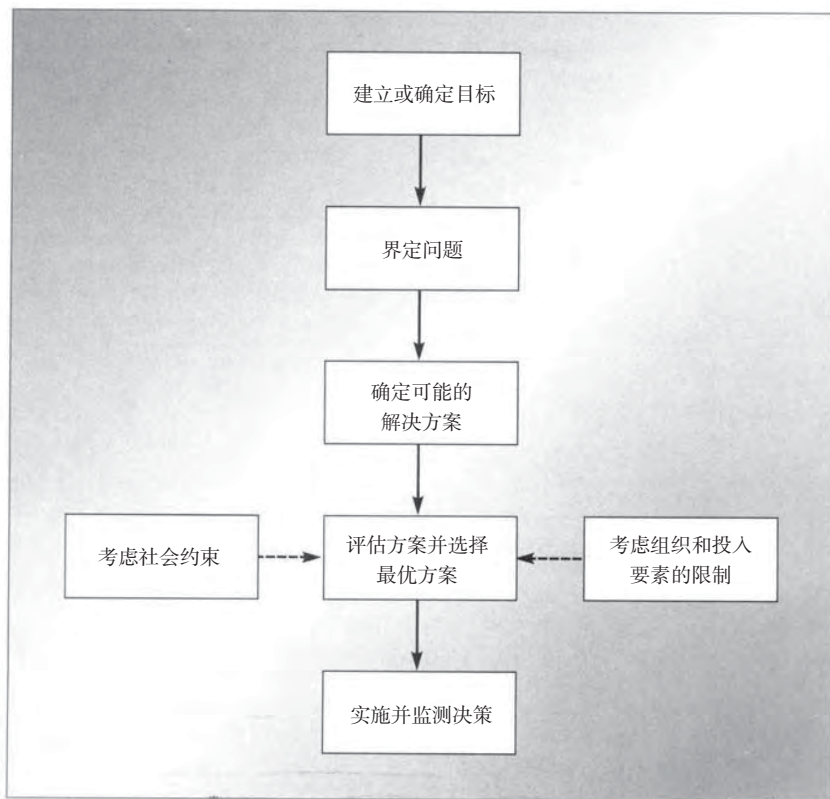 建立或确定目标
界定问题
确定可能的
解决方案
考虑社会约束
评估方案并选择
最优方案
考虑组织和投入
要素的限制
实施并监测决策